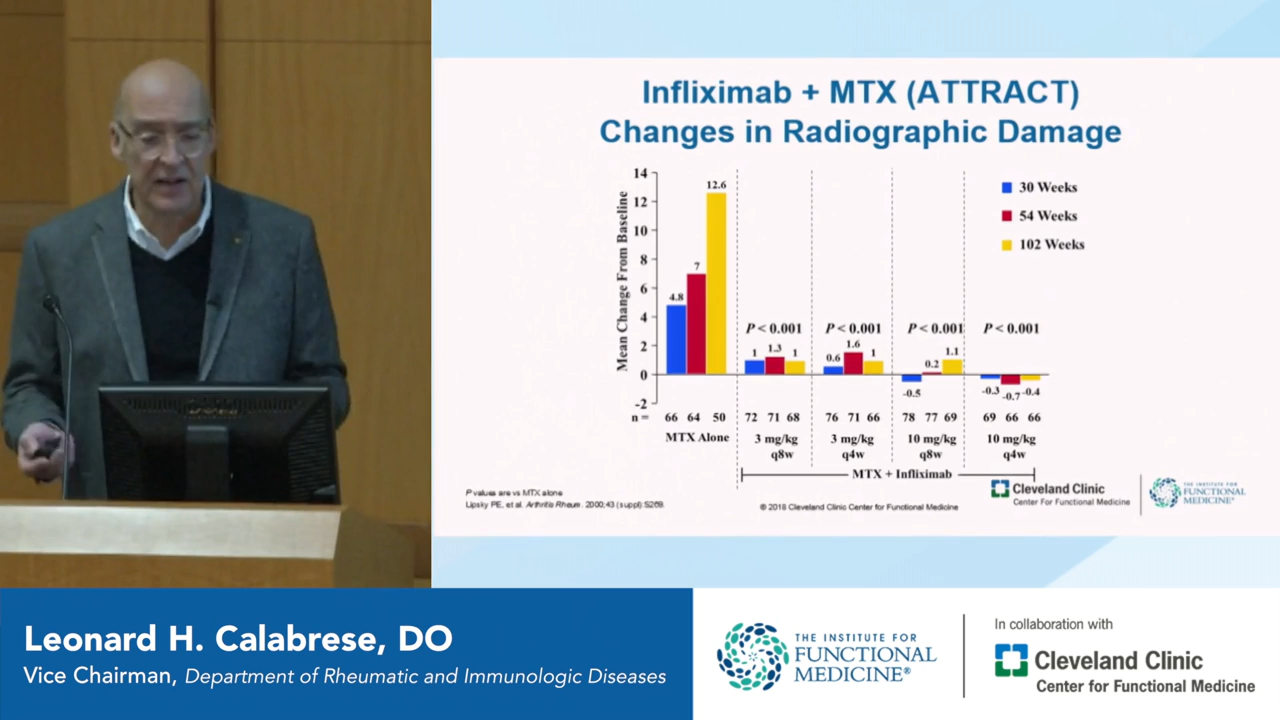 Infliximab + MTX (ATTRACT)
Changes in Radiographic Damage
Mean Change From Baseline
14
12
10
8
6
4
2
0
-2
4.8
7
12.6
30 Weeks
54 Weeks
102 Weeks
P < 0.001
P < 0.001
P < 0.001
P < 0.001
1 1.3 1
0.6 1.6 1
-0.5 0.2 1.1
-0.3 -0.7 -0.4
n = 66 64 50 72 71 68 76 71 66 78 77 69 69 66 66
MTX Alone
3 mg/kg
q8w
3 mg/kg
q4w
10 mg/kg
q8w
10 mg/kg
q4w
MTX + Infliximab
P values are vs MTX alone
Lipsky PE, et al. Arthritis Rheum. 2000;43 (suppl):S269.
© 2018 Cleveland Clinic Center for Functional Medicine
Cleveland Clinic
Center for Functional Medicine
THE INSTITUTE FOR
FUNCTIONAL
MEDICINE®
Leonard H. Calabrese, DO
Vice Chairman, Department of Rheumatic and Immunologic Diseases
THE INSTITUTE FOR
FUNCTIONAL
MEDICINE®
In collaboration with
Cleveland Clinic
Center for Functional Medicine